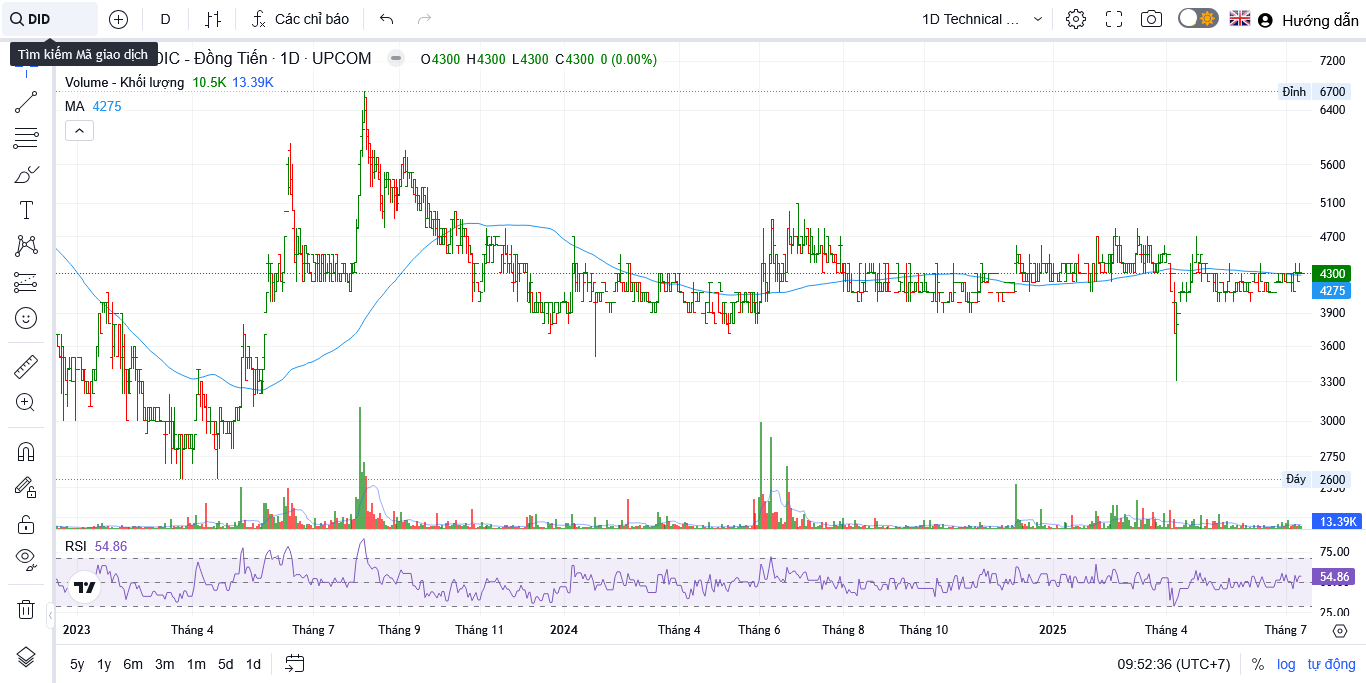 DID D Các chỉ báo 1D Technical ... Hướng dẫn
Tìm kiếm Mã giao dịch
DIC - Đồng Tiến · 1D · UPCOM O4300 H4300 L4300 C4300 0 (0.00%)
Volume - Khối lượng 10.5K 13.39K
MA 4275
7200
Đỉnh 6700
6400
5600
5100
4700
4300
4275
3900
3600
3300
3000
2750
Đáy 2600
13.39K
RSI 54.86
75.00
54.86
25.00
2023 Tháng 4 Tháng 7 Tháng 9 Tháng 11 2024 Tháng 4 Tháng 6 Tháng 8 Tháng 10 2025 Tháng 4 Tháng 7
5y 1y 6m 3m 1m 5d 1d 09:52:36 (UTC+7) % log tự động